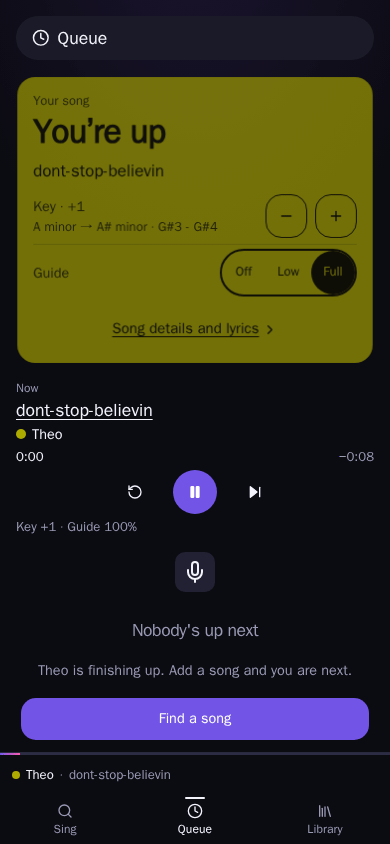 Queue
Your song
You’re up
dont-stop-believin
Key · +1
A minor → A# minor · G#3 - G#4
− +
Guide
Off Low Full
Song details and lyrics
Now
dont-stop-believin
Theo
0:00 −0:08
Key +1 · Guide 100%
Nobody's up next
Theo is finishing up. Add a song and you are next.
Find a song
Theo · dont-stop-believin
Sing Queue Library